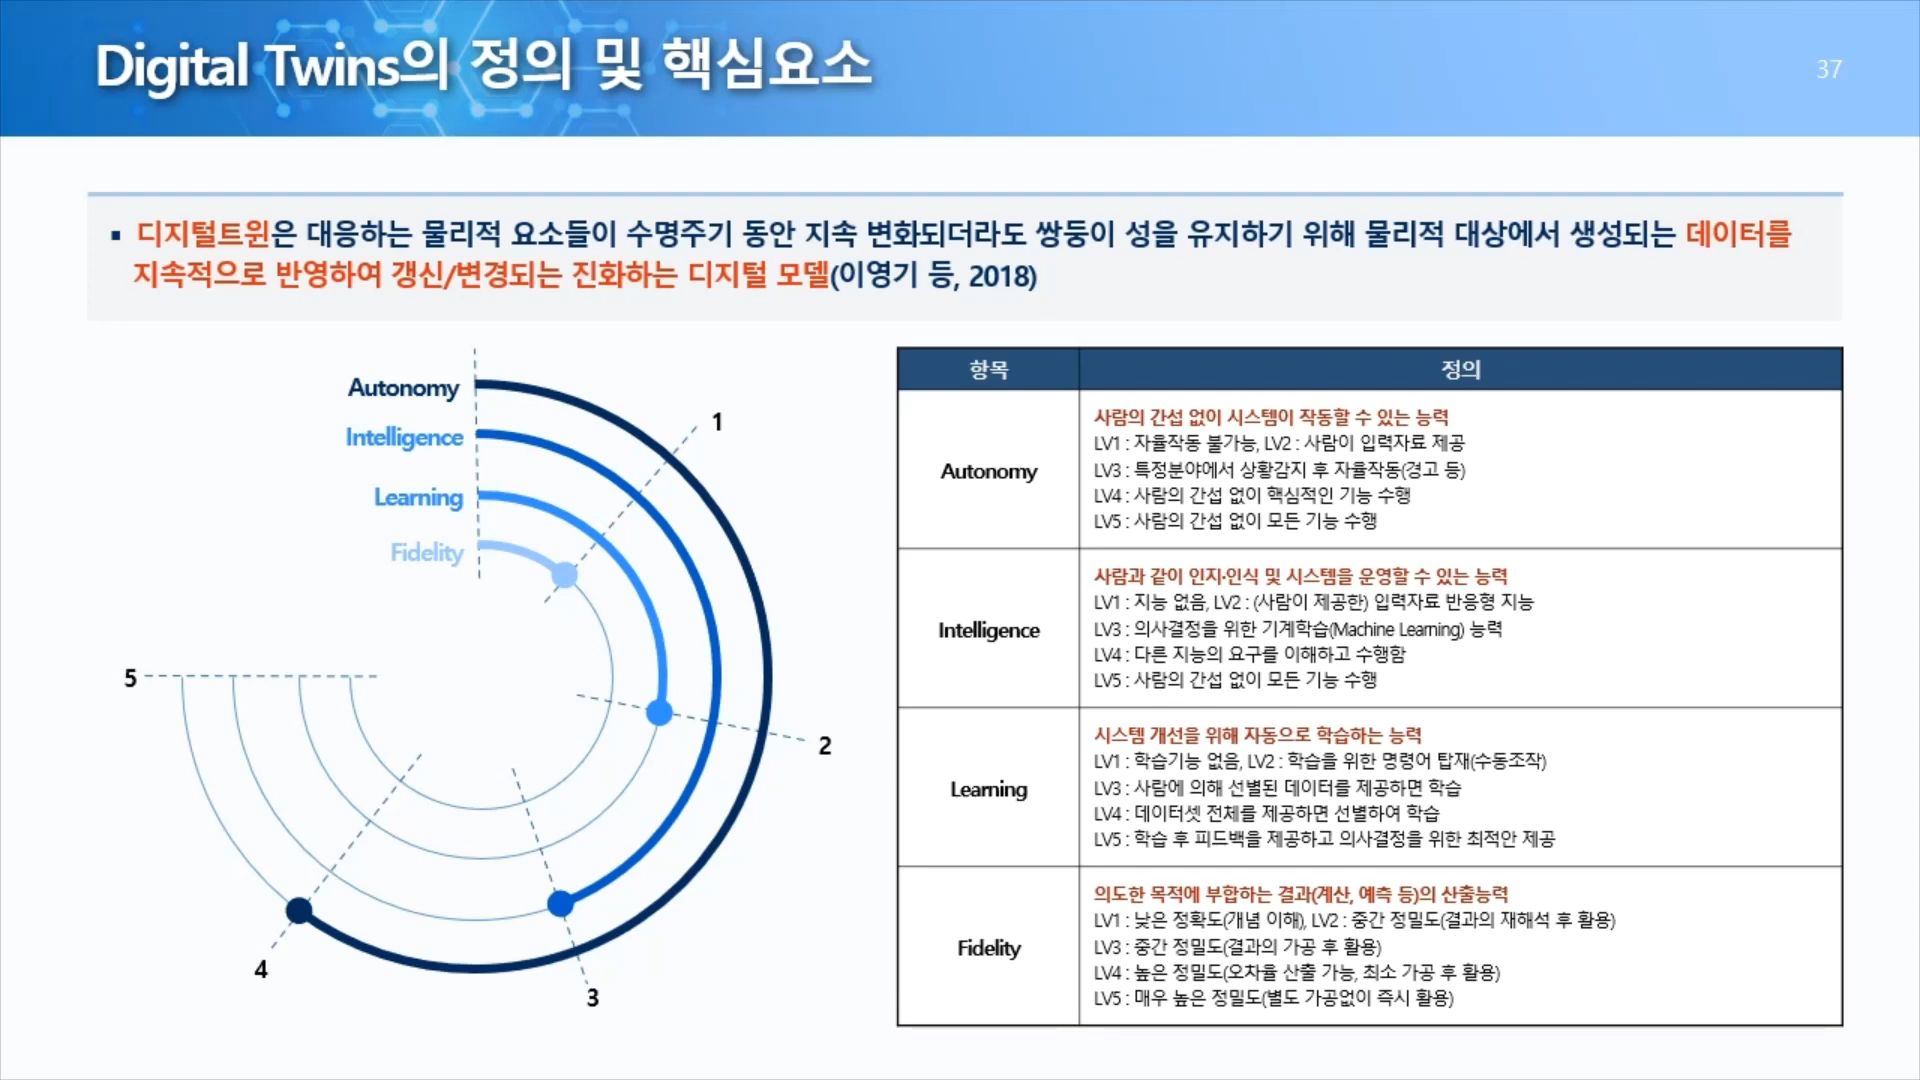 Digital Twins의 정의 및 핵심요소
37
▪ 디지털트윈은 대응하는 물리적 요소들이 수명주기 동안 지속 변화되더라도 쌍둥이 성을 유지하기 위해 물리적 대상에서 생성되는 데이터를
지속적으로 반영하여 갱신/변경되는 진화하는 디지털 모델(이영기 등, 2018)
Autonomy
Intelligence
Learning
Fidelity
1
2
3
4
5
항목 정의
Autonomy
사람의 간섭 없이 시스템이 작동할 수 있는 능력
LV1 : 자율작동 불가능, LV2 : 사람이 입력자료 제공
LV3 : 특정분야에서 상황감지 후 자율작동(경고 등)
LV4 : 사람의 간섭 없이 핵심적인 기능 수행
LV5 : 사람의 간섭 없이 모든 기능 수행
Intelligence
사람과 같이 인지·인식 및 시스템을 운영할 수 있는 능력
LV1 : 지능 없음, LV2 : (사람이 제공한) 입력자료 반응형 지능
LV3 : 의사결정을 위한 기계학습(Machine Learning) 능력
LV4 : 다른 지능의 요구를 이해하고 수행함
LV5 : 사람의 간섭 없이 모든 기능 수행
Learning
시스템 개선을 위해 자동으로 학습하는 능력
LV1 : 학습기능 없음, LV2 : 학습을 위한 명령어 탑재(수동조작)
LV3 : 사람에 의해 선별된 데이터를 제공하면 학습
LV4 : 데이터셋 전체를 제공하면 선별하여 학습
LV5 : 학습 후 피드백을 제공하고 의사결정을 위한 최적안 제공
Fidelity
의도한 목적에 부합하는 결과(계산, 예측 등)의 산출능력
LV1 : 낮은 정확도(개념 이해), LV2 : 중간 정밀도(결과의 재해석 후 활용)
LV3 : 중간 정밀도(결과의 가공 후 활용)
LV4 : 높은 정밀도(오차율 산출 가능, 최소 가공 후 활용)
LV5 : 매우 높은 정밀도(별도 가공없이 즉시 활용)